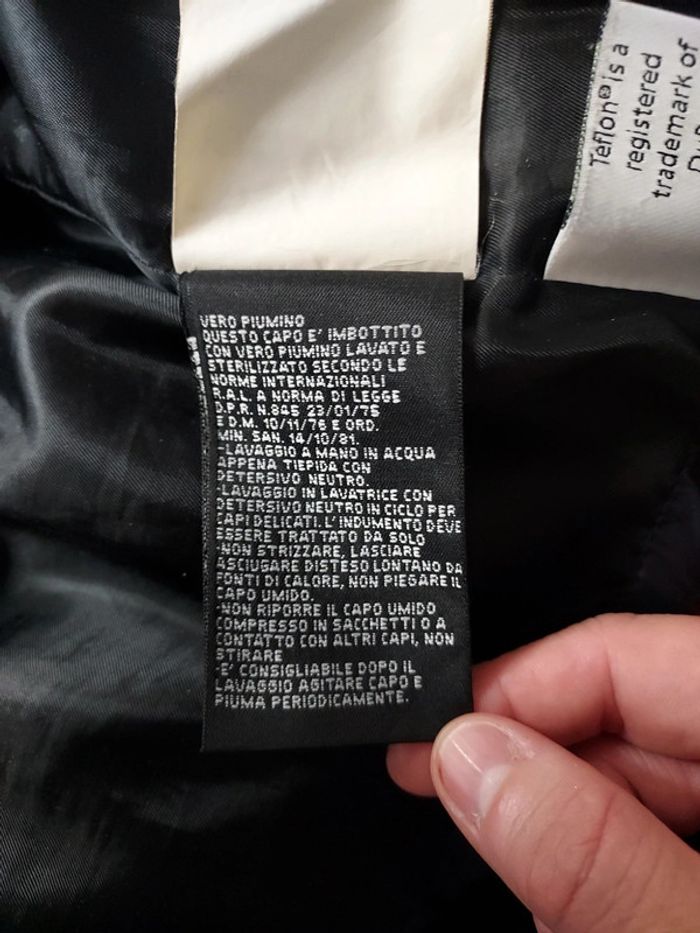 Teflon® is a
registered
trademark of
VERO PIUMINO
QUESTO CAPO E' IMBOTTITO
CON VERO PIUMINO LAVATO E
STERILIZZATO SECONDO LE
NORME INTERNAZIONALI
R.A.L. A NORMA DI LEGGE
D.P.R. N.845 23/01/75
E D.M. 10/11/76 E ORD.
MIN. SAN. 14/10/81.
-LAVAGGIO A MANO IN ACQUA
APPENA TIEPIDA CON
DETERSIVO NEUTRO.
-LAVAGGIO IN LAVATRICE CON
DETERSIVO NEUTRO IN CICLO PER
CAPI DELICATI. L'INDUMENTO DEVE
ESSERE TRATTATO DA SOLO
-NON STRIZZARE, LASCIARE
ASCIUGARE DISTESO LONTANO DA
FONTI DI CALORE, NON PIEGARE IL
CAPO UMIDO.
-NON RIPORRE IL CAPO UMIDO
COMPRESSO IN SACCHETTI O A
CONTATTO CON ALTRI CAPI, NON
STIRARE
-E' CONSIGLIABILE DOPO IL
LAVAGGIO AGITARE CAPO E
PIUMA PERIODICAMENTE.